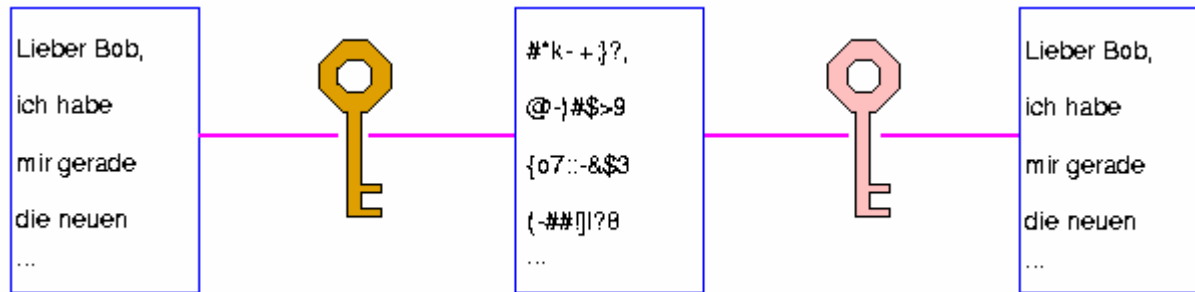 Lieber Bob,
ich habe
mir gerade
die neuen
...
#*k- +.}?,
@-)#$>9
{o7::-&$3
(-##!]|?8
...
Lieber Bob,
ich habe
mir gerade
die neuen
...